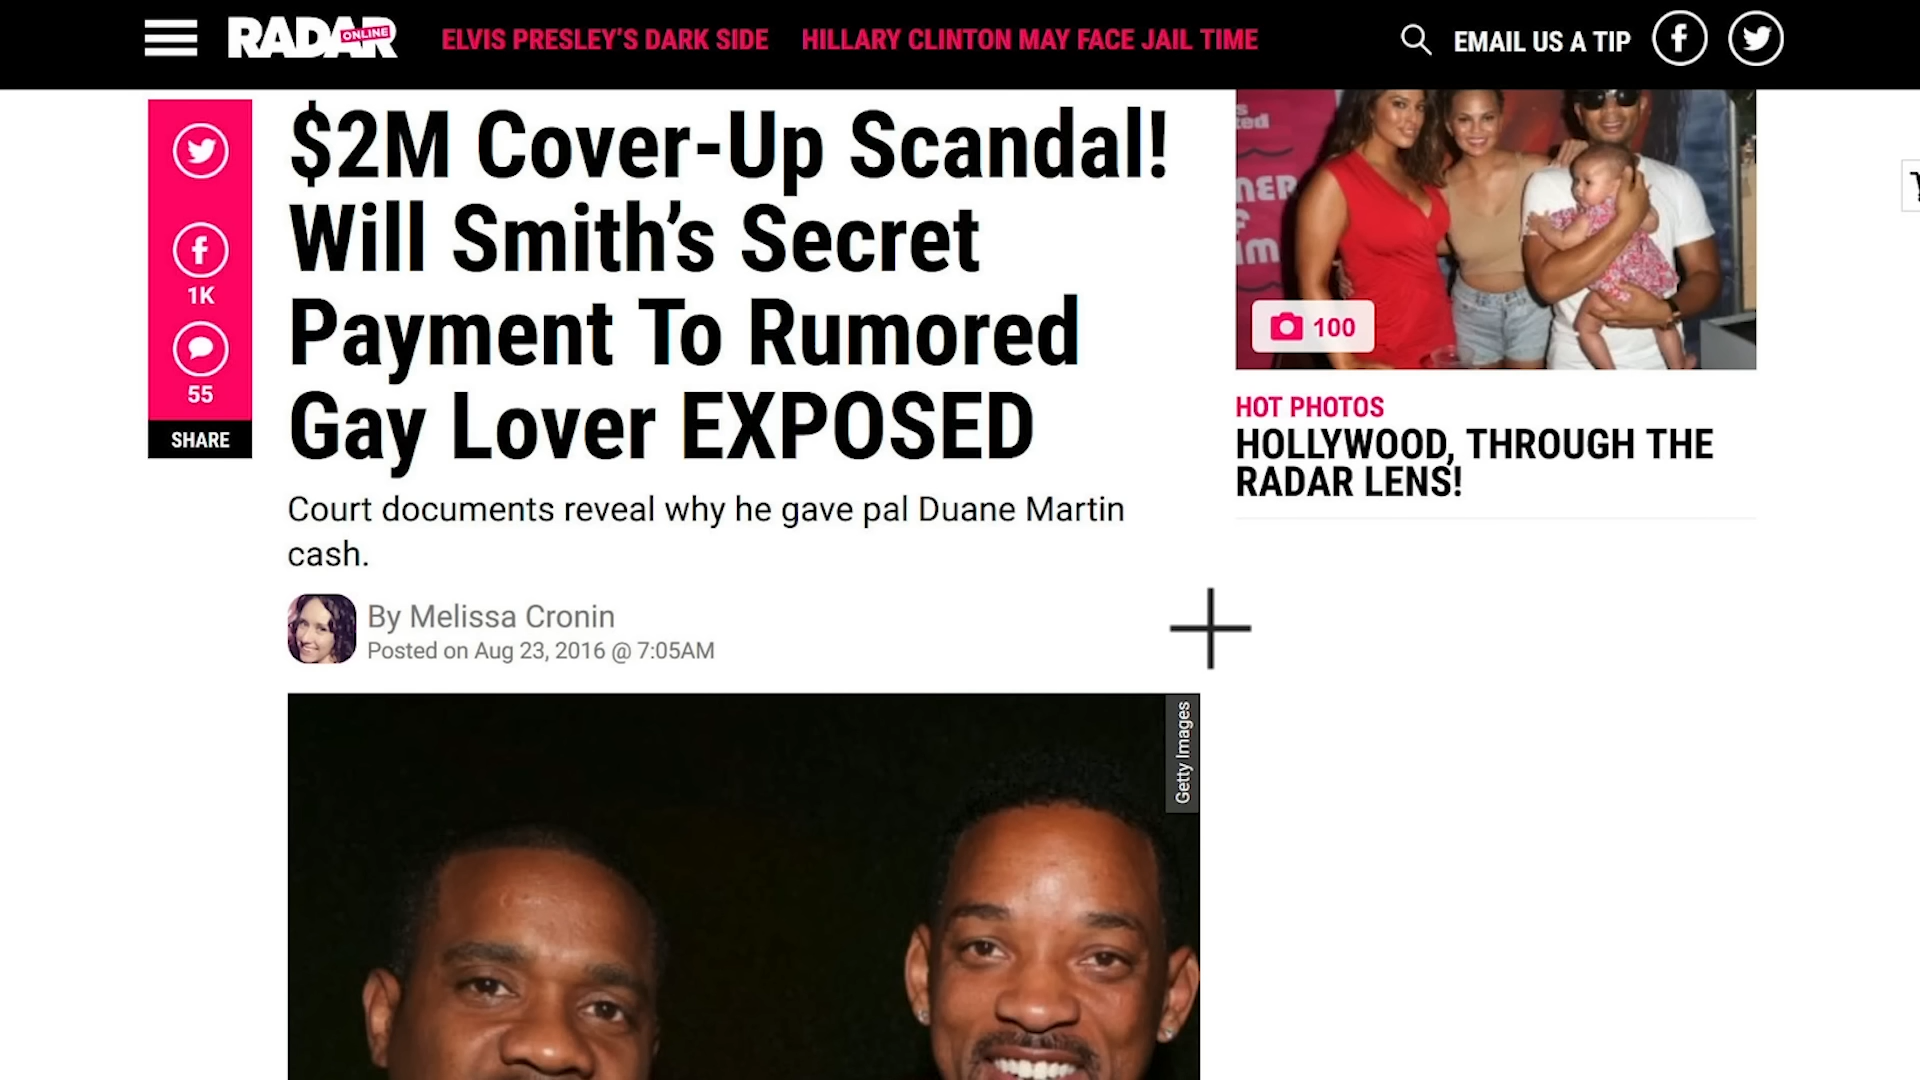 RADAR ONLINE
ELVIS PRESLEY'S DARK SIDE HILLARY CLINTON MAY FACE JAIL TIME
EMAIL US A TIP
1K
55
SHARE
$2M Cover-Up Scandal!
Will Smith’s Secret
Payment To Rumored
Gay Lover EXPOSED
Court documents reveal why he gave pal Duane Martin
cash.
By Melissa Cronin
Posted on Aug 23, 2016 @ 7:05AM
Getty Images
100
HOT PHOTOS
HOLLYWOOD, THROUGH THE
RADAR LENS!